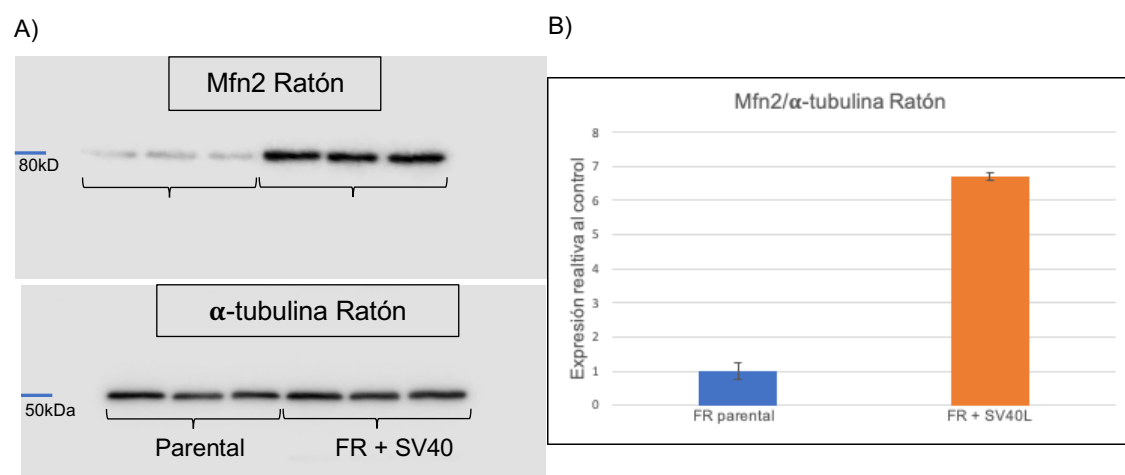 A)
Mfn2 Ratón
80kD
α-tubulina Ratón
50kDa
Parental FR + SV40
B)
Mfn2/α-tubulina Ratón
Expresión realtiva al control
8
7
6
5
4
3
2
1
0
FR parental FR + SV40L